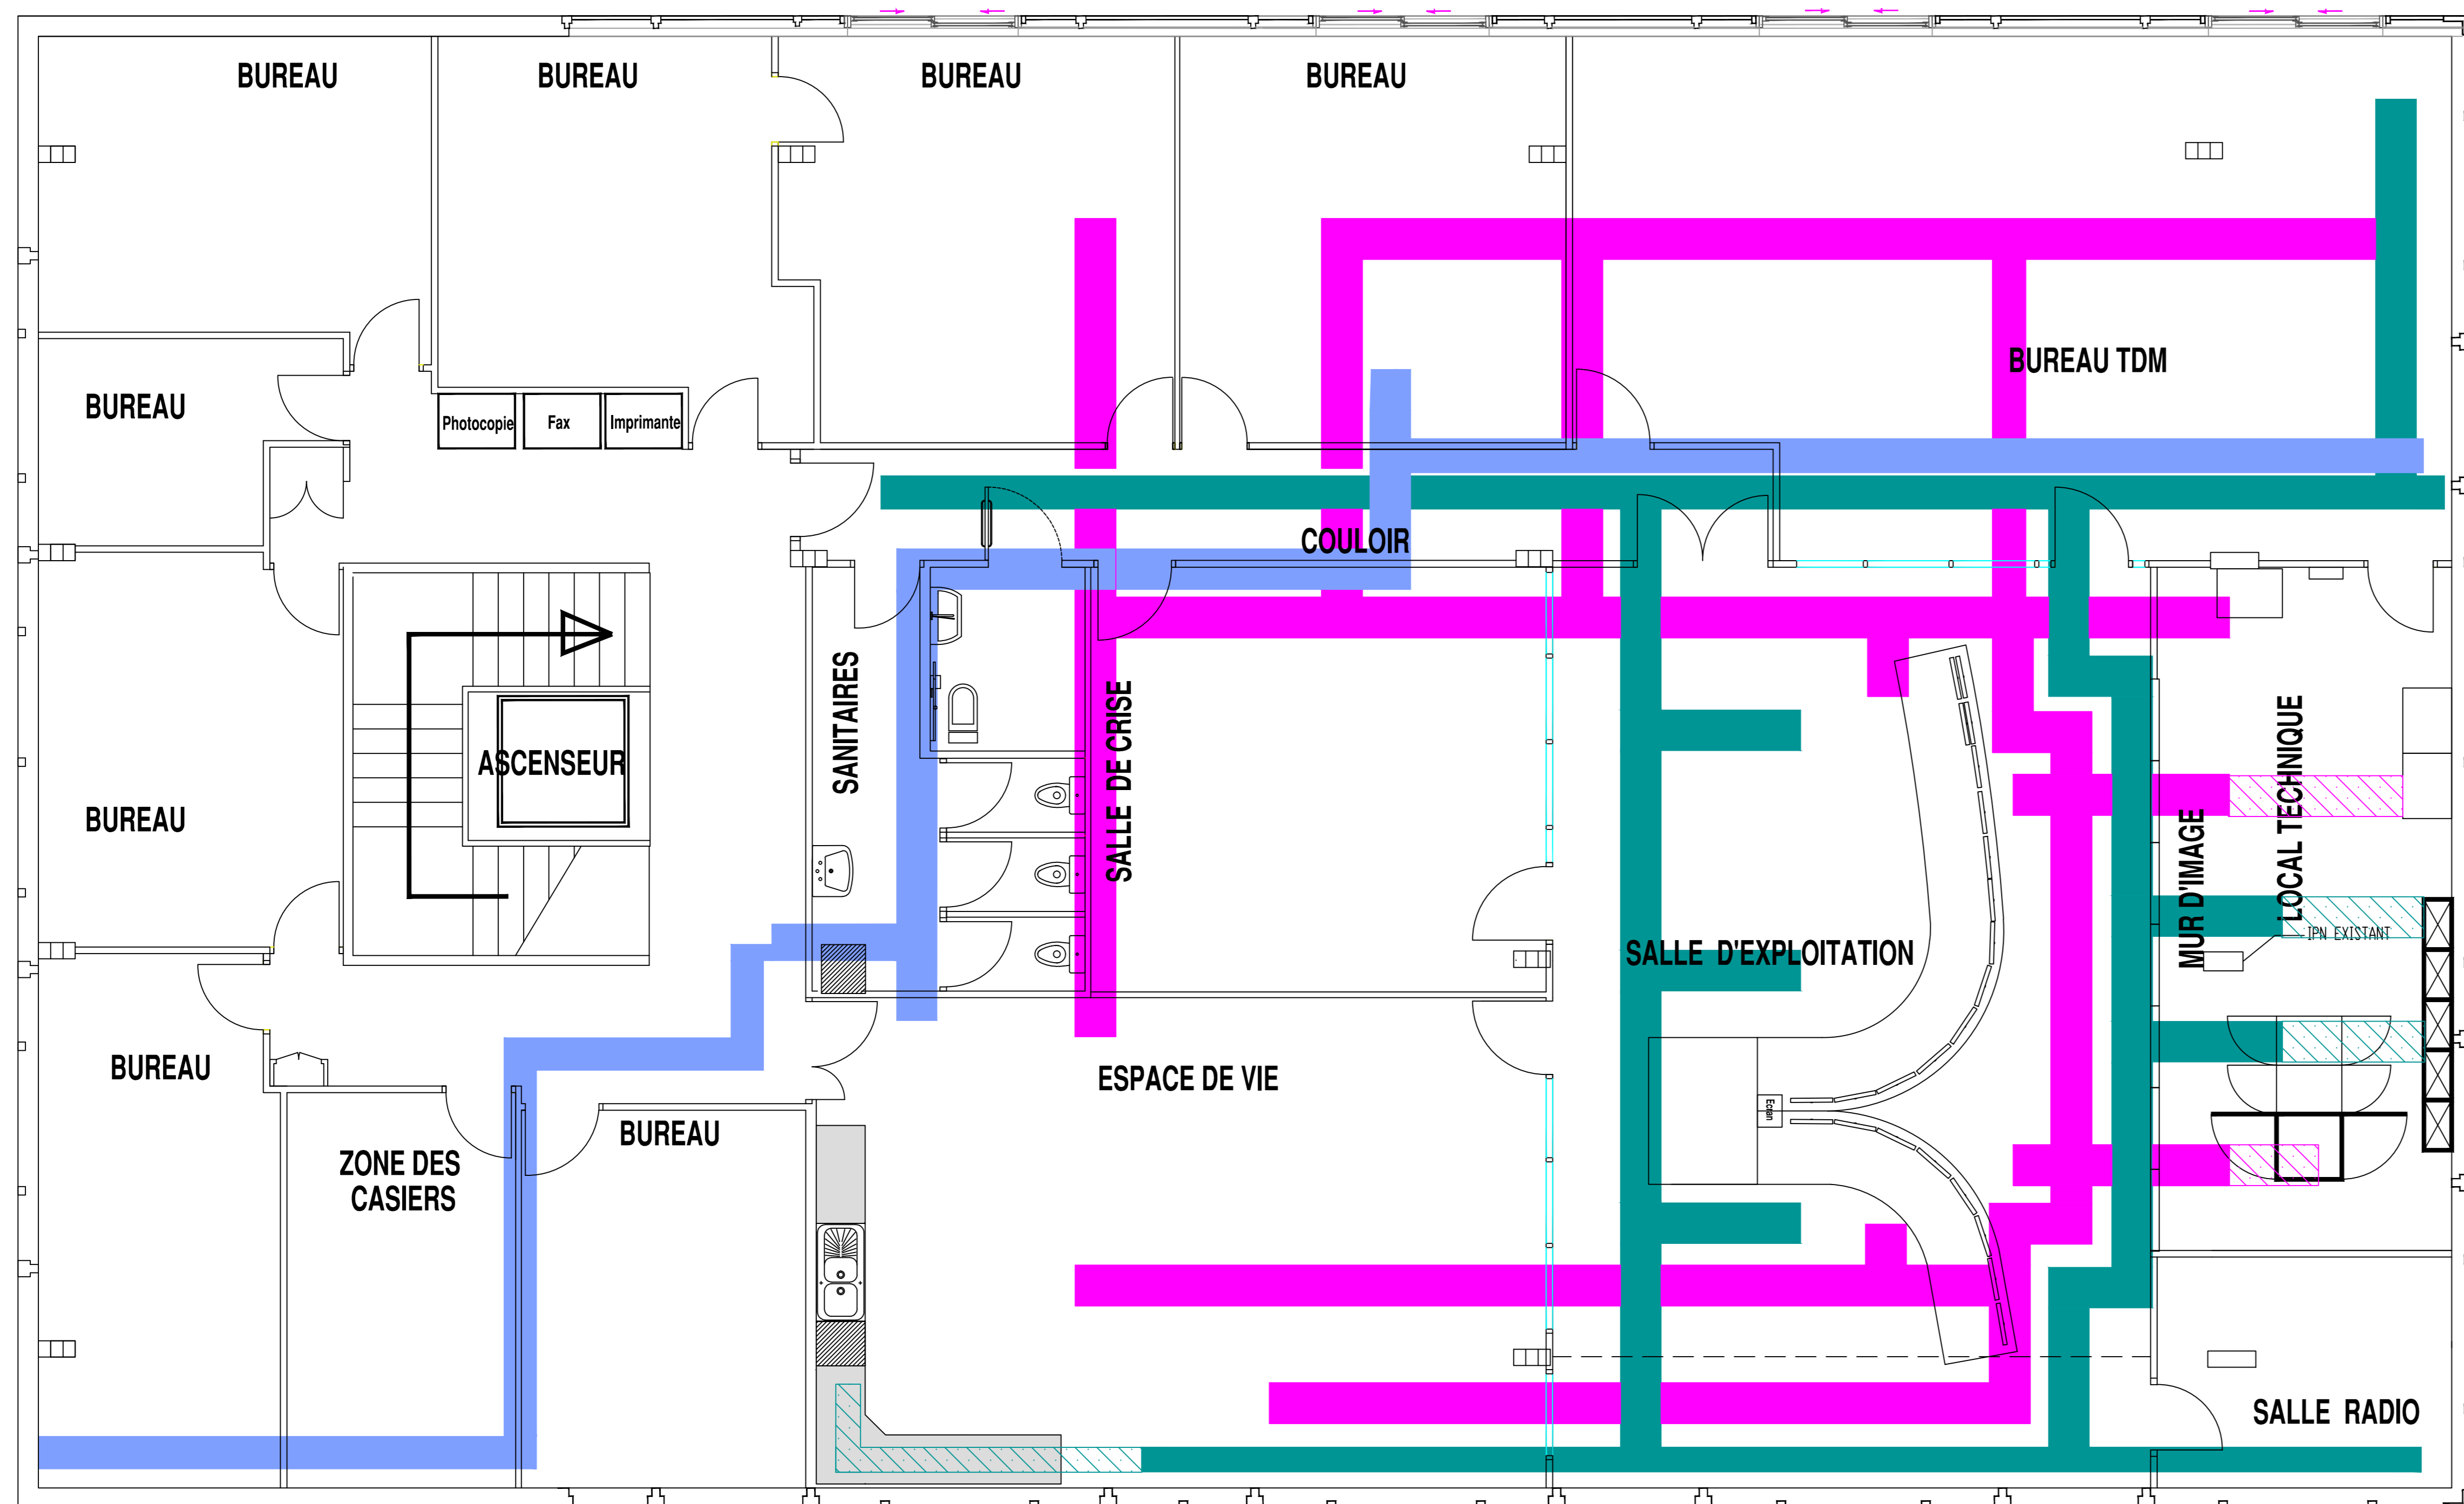 BUREAU
BUREAU
BUREAU
BUREAU
BUREAU TDM
BUREAU
Photocopie
Fax
Imprimante
COULOIR
SANITAIRES
SALLE DE CRISE
ASCENSEUR
BUREAU
MUR D'IMAGE
LOCAL TECHNIQUE
IPN EXISTANT
SALLE D'EXPLOITATION
BUREAU
ESPACE DE VIE
Ecran
BUREAU
ZONE DES
CASIERS
SALLE RADIO